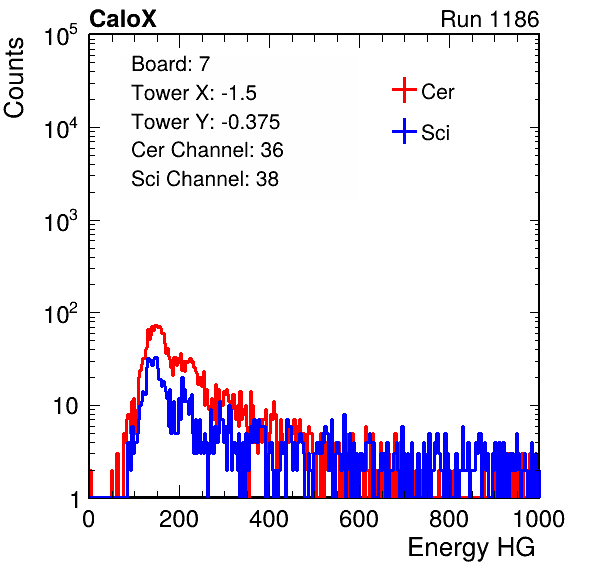 CaloX Run 1186
Counts
10^5
10^4
10^3
10^2
10
1
Board: 7
Tower X: -1.5
Tower Y: -0.375
Cer Channel: 36
Sci Channel: 38
Cer
Sci
0 200 400 600 800 1000
Energy HG